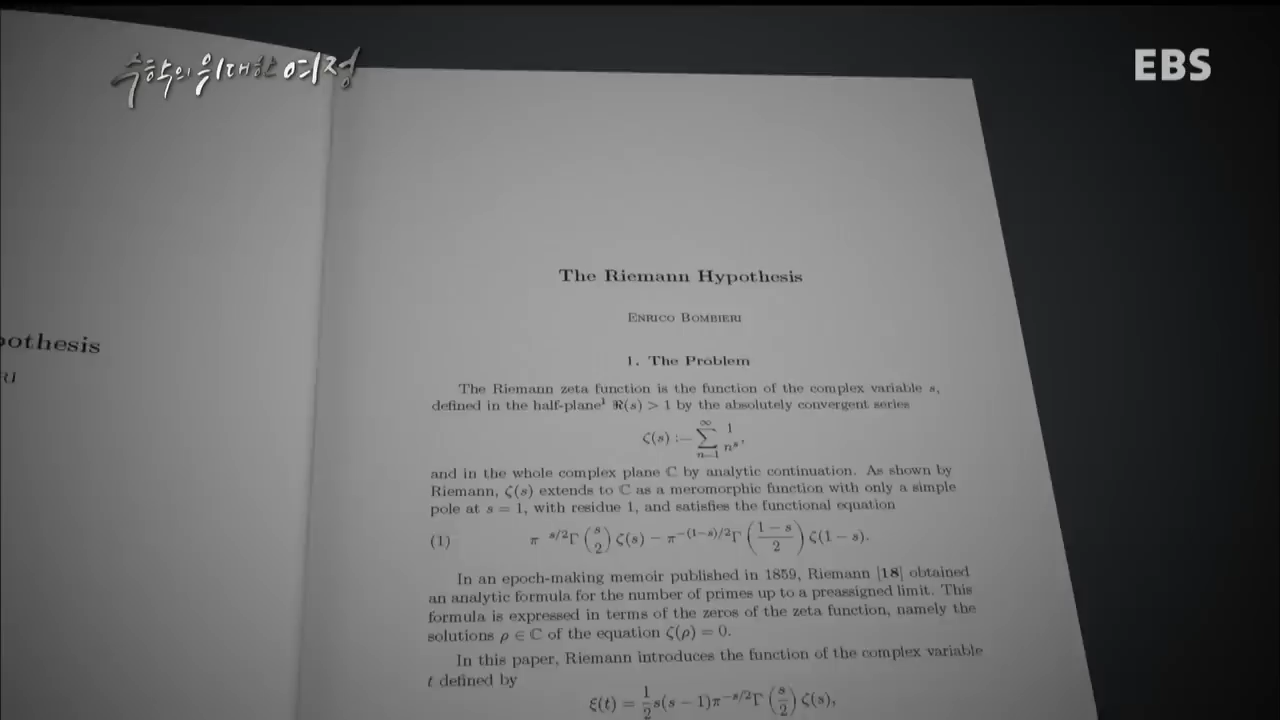 수학의 위대한 여정
EBS
pothesis
RI
The Riemann Hypothesis
Enrico Bombieri
1. The Problem
The Riemann zeta function is the function of the complex variable s,
defined in the half-plane¹ ℜ(s) > 1 by the absolutely convergent series
ζ(s) := ∑_{n=1}^{∞} 1/n^s,
and in the whole complex plane ℂ by analytic continuation. As shown by
Riemann, ζ(s) extends to ℂ as a meromorphic function with only a simple
pole at s = 1, with residue 1, and satisfies the functional equation
(1) π^{-s/2} Γ(s/2) ζ(s) = π^{-(1-s)/2} Γ((1-s)/2) ζ(1 - s).
In an epoch-making memoir published in 1859, Riemann [18] obtained
an analytic formula for the number of primes up to a preassigned limit. This
formula is expressed in terms of the zeros of the zeta function, namely the
solutions ρ ∈ ℂ of the equation ζ(ρ) = 0.
In this paper, Riemann introduces the function of the complex variable
t defined by
ξ(t) = 1/2 s(s - 1)π^{-s/2} Γ(s/2) ζ(s),